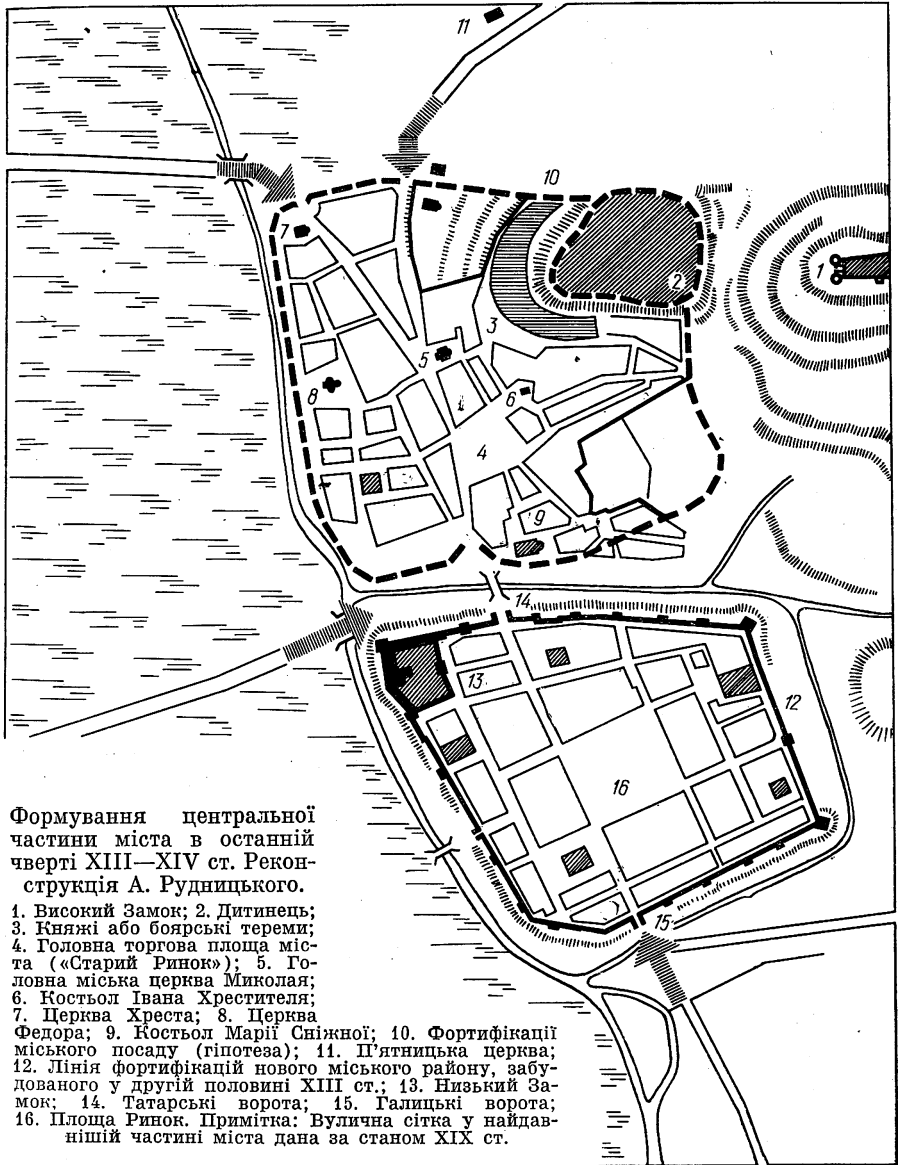 11
10
7
2
1
3
5
8
6
4
9
14
13
12
16
15
Формування центральної
частини міста в останній
чверті XIII—XIV ст. Рекон-
струкція А. Рудницького.
1. Високий Замок; 2. Дитинець;
3. Княжі або боярські тереми;
4. Головна торгова площа міс-
та («Старий Ринок»); 5. Го-
ловна міська церква Миколая;
6. Костьол Івана Хрестителя;
7. Церква Хреста; 8. Церква
Федора; 9. Костьол Марії Сніжної; 10. Фортифікації
міського посаду (гіпотеза); 11. П'ятницька церква;
12. Лінія фортифікацій нового міського району, забу-
дованого у другій половині XIII ст.; 13. Низький За-
мок; 14. Татарські ворота; 15. Галицькі ворота;
16. Площа Ринок. Примітка: Вулична сітка у найдав-
нішій частині міста дана за станом XIX ст.